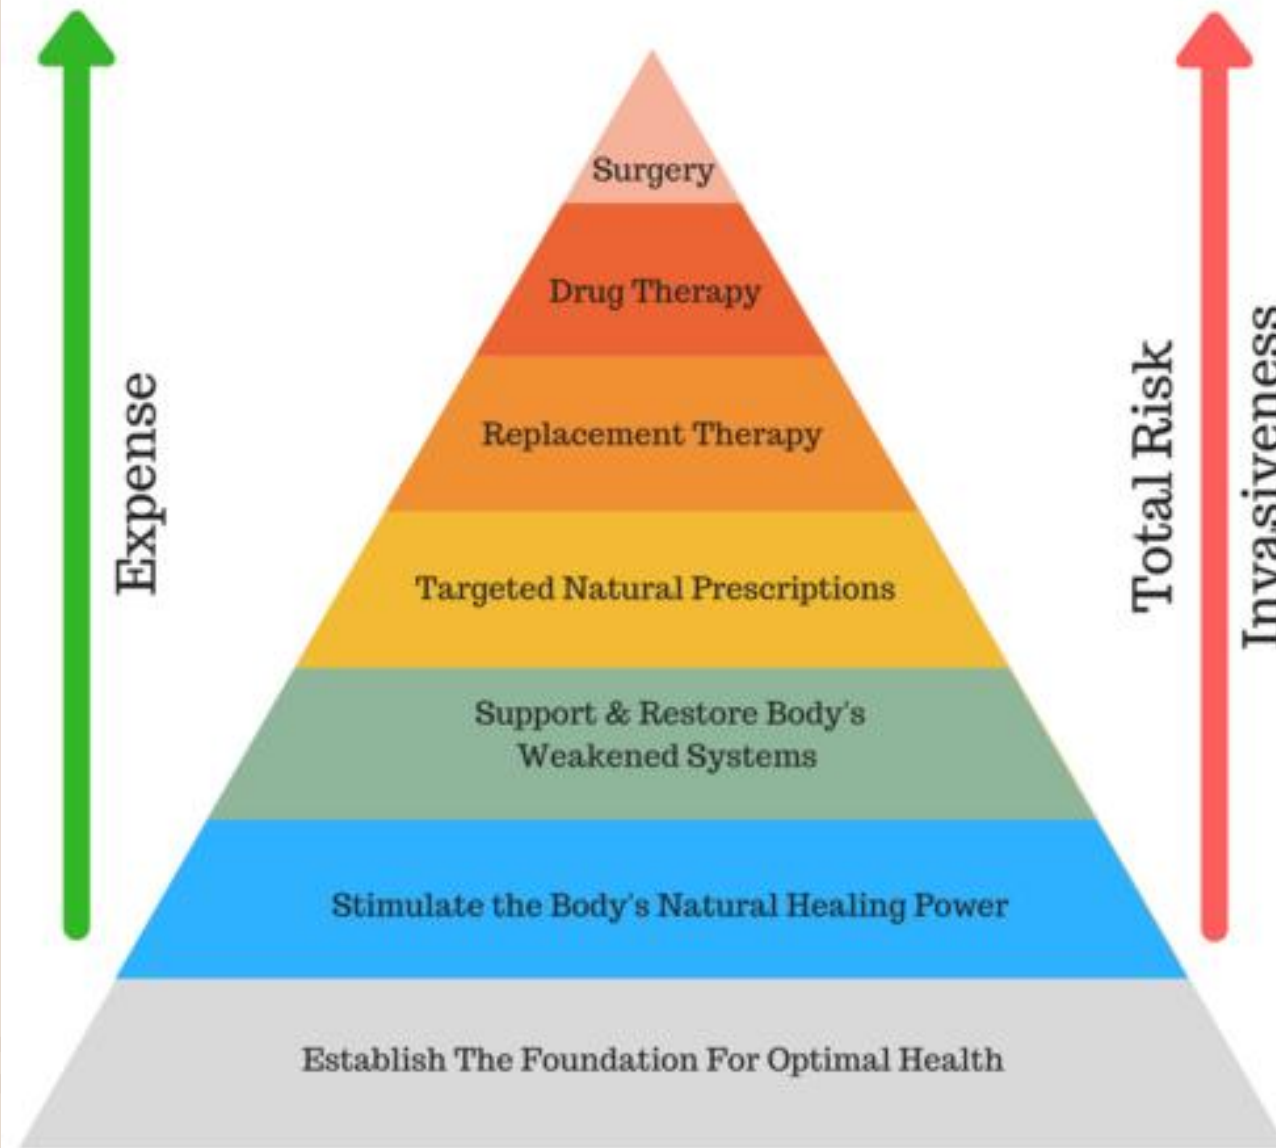 Surgery
Drug Therapy
Replacement Therapy
Targeted Natural Prescriptions
Support & Restore Body's
Weakened Systems
Stimulate the Body's Natural Healing Power
Establish The Foundation For Optimal Health
Expense
Total Risk
Invasiveness